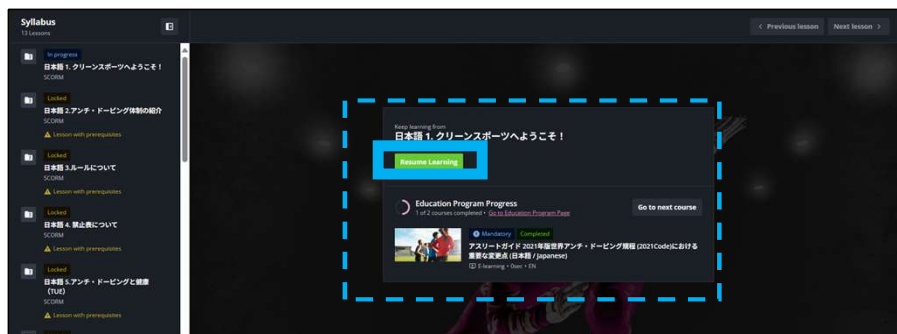 Syllabus
13 Lessons
In progress
日本語 1. クリーンスポーツへようこそ！
SCORM
Locked
日本語 2.アンチ・ドーピング体制の紹介
SCORM
Lesson with prerequisites
Locked
日本語 3.ルールについて
SCORM
Lesson with prerequisites
Locked
日本語 4. 禁止表について
SCORM
Lesson with prerequisites
Locked
日本語 5.アンチ・ドーピングと健康
（TUE）
SCORM
Lesson with prerequisites
Locked
< Previous lesson
Next lesson >
Keep learning from
日本語 1. クリーンスポーツへようこそ！
Resume Learning
Education Program Progress
1 of 2 courses completed • Go to Education Program Page
Go to next course
Mandatory
Completed
アスリートガイド 2021年版世界アンチ・ドーピング規程 (2021Code)における
重要な変更点 (日本語 / Japanese)
E-learning • 0sec • EN